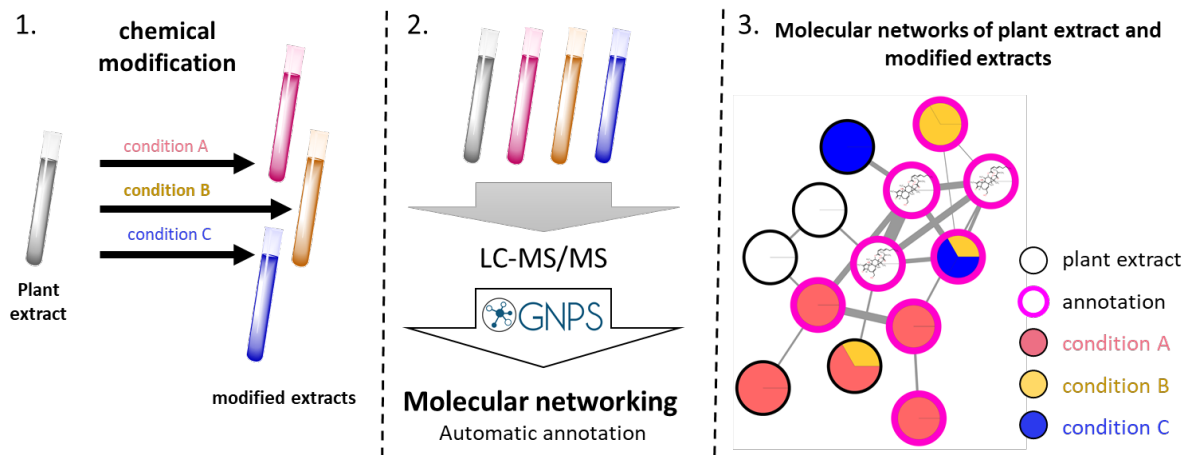 1.
chemical
modification
condition A
condition B
condition C
Plant
extract
modified extracts
2.
LC-MS/MS
GNPS
Molecular networking
Automatic annotation
3.
Molecular networks of plant extract and
modified extracts
plant extract
annotation
condition A
condition B
condition C